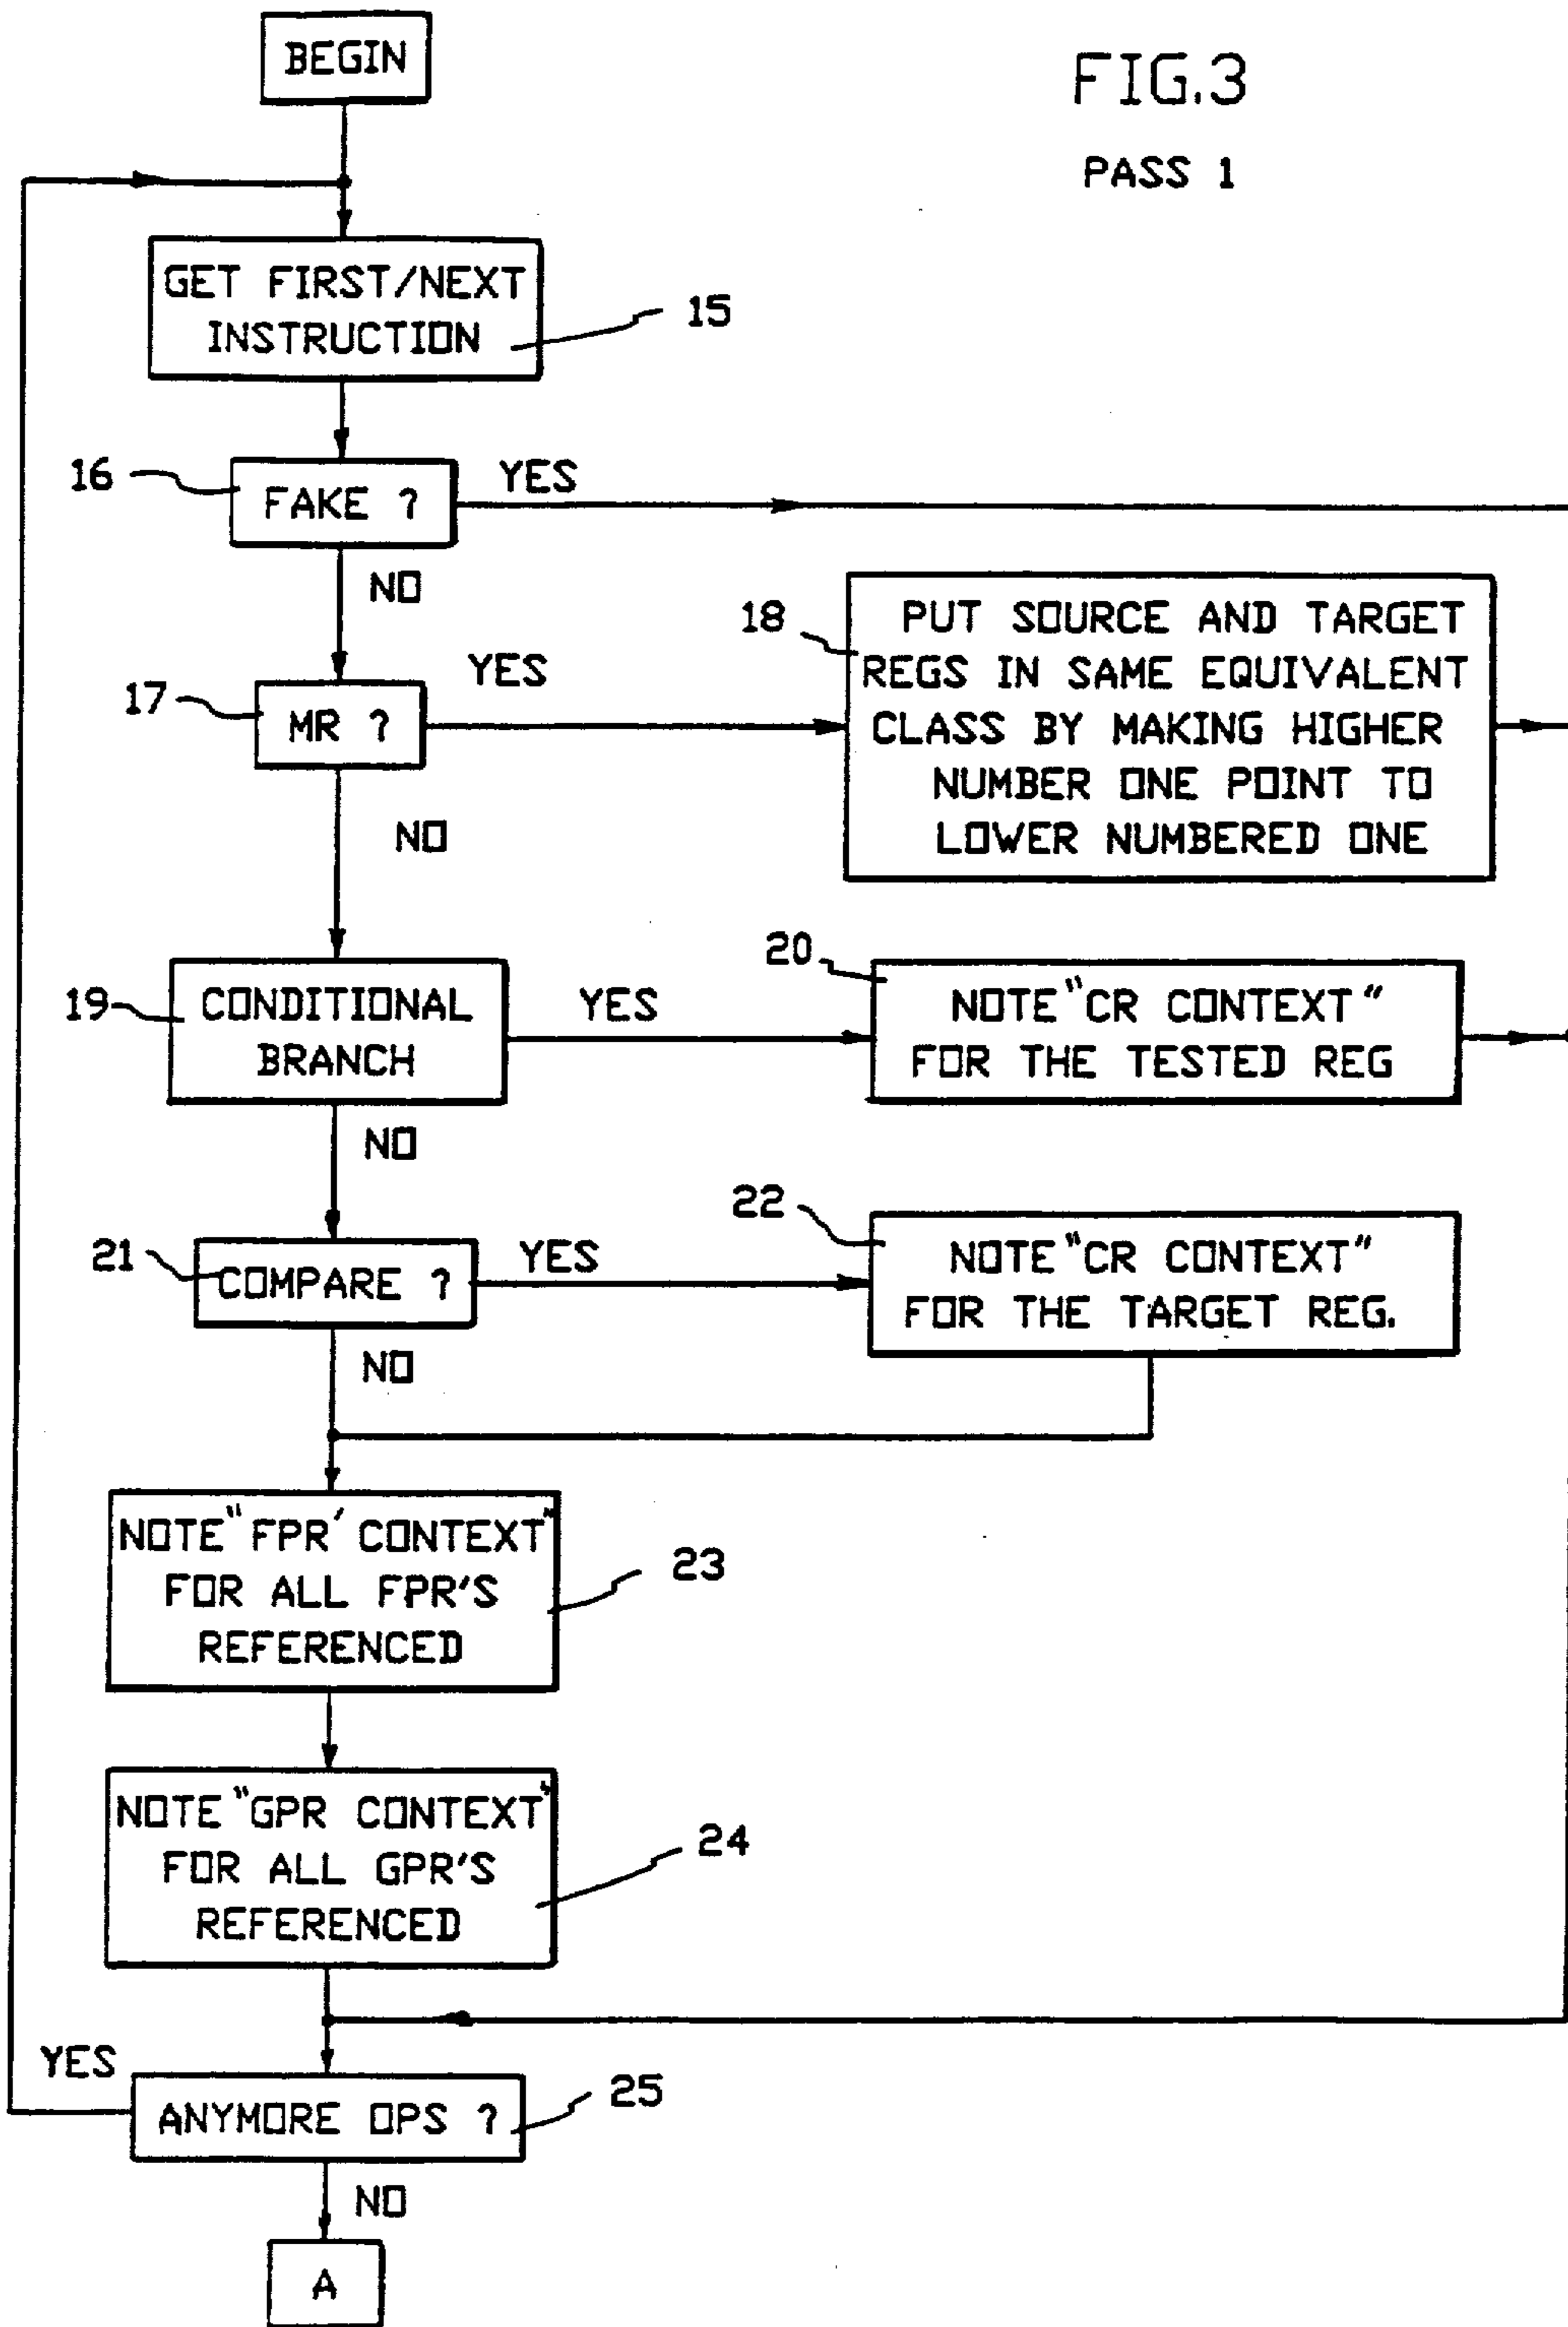 FIG.3
PASS 1
BEGIN
GET FIRST/NEXT
INSTRUCTION
15
16
FAKE ?
YES
NO
17
MR ?
YES
NO
18
PUT SOURCE AND TARGET
REGS IN SAME EQUIVALENT
CLASS BY MAKING HIGHER
NUMBER ONE POINT TO
LOWER NUMBERED ONE
19
CONDITIONAL
BRANCH
YES
NO
20
NOTE "CR CONTEXT"
FOR THE TESTED REG
21
COMPARE ?
YES
NO
22
NOTE "CR CONTEXT"
FOR THE TARGET REG.
NOTE "FPR' CONTEXT"
FOR ALL FPR'S
REFERENCED
23
NOTE "GPR CONTEXT"
FOR ALL GPR'S
REFERENCED
24
YES
ANYMORE OPS ?
25
NO
A